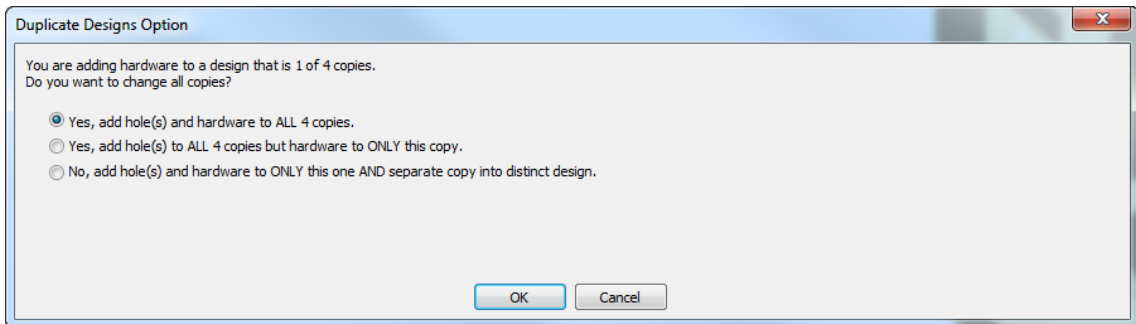 Duplicate Designs Option
You are adding hardware to a design that is 1 of 4 copies.
Do you want to change all copies?
Yes, add hole(s) and hardware to ALL 4 copies.
Yes, add hole(s) to ALL 4 copies but hardware to ONLY this copy.
No, add hole(s) and hardware to ONLY this one AND separate copy into distinct design.
OK Cancel